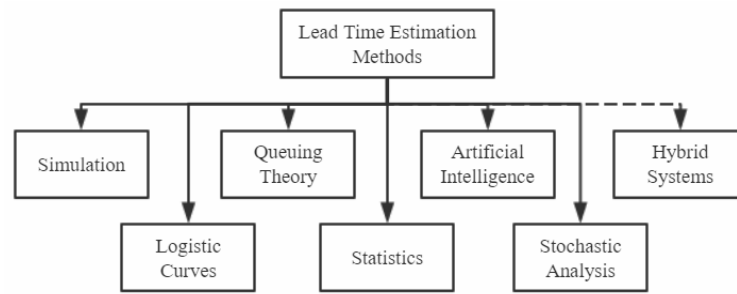 Lead Time Estimation
Methods
Simulation
Queuing
Theory
Artificial
Intelligence
Hybrid
Systems
Logistic
Curves
Statistics
Stochastic
Analysis